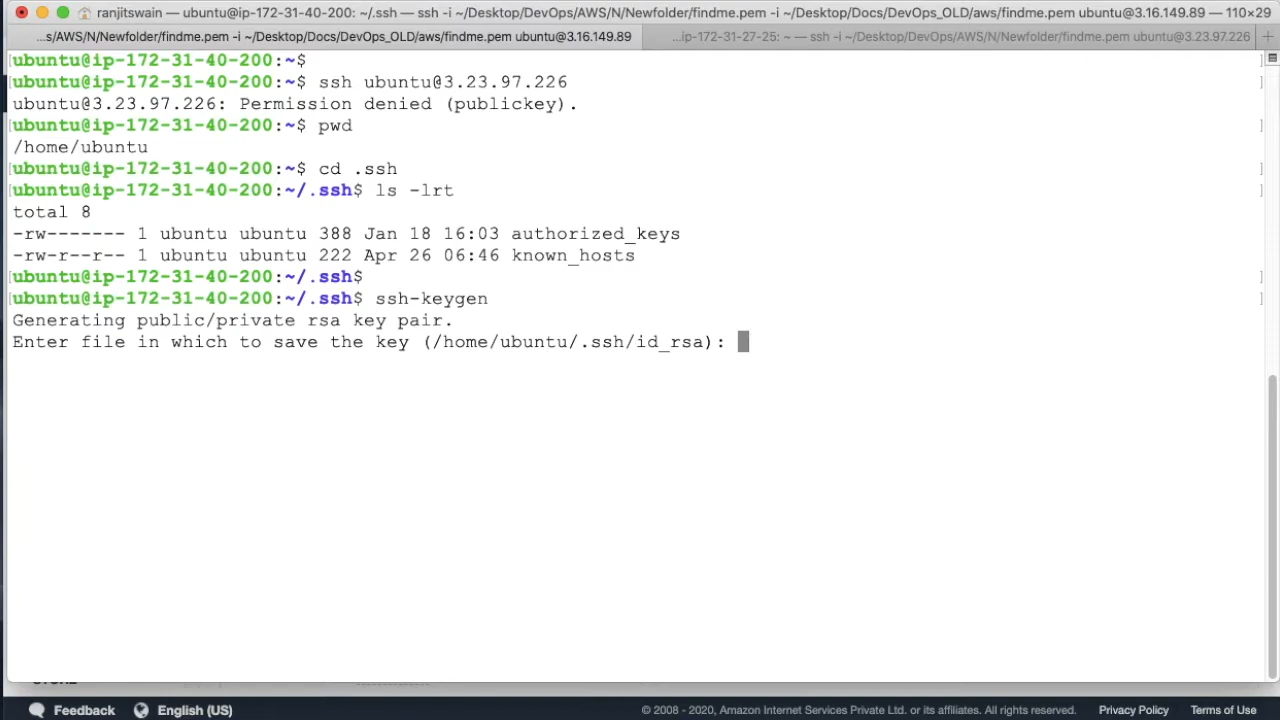 ranjitswain — ubuntu@ip-172-31-40-200: ~/.ssh — ssh -i ~/Desktop/DevOps/AWS/N/Newfolder/findme.pem -i ~/Desktop/Docs/DevOps_OLD/aws/findme.pem ubuntu@3.16.149.89 — 110×29
...s/AWS/N/Newfolder/findme.pem -i ~/Desktop/Docs/DevOps_OLD/aws/findme.pem ubuntu@3.16.149.89
...ip-172-31-27-25: ~ — ssh -i ~/Desktop/DevOps/AWS/N/Newfolder/findme.pem ubuntu@3.23.97.226
ubuntu@ip-172-31-40-200:~$
ubuntu@ip-172-31-40-200:~$ ssh ubuntu@3.23.97.226
ubuntu@3.23.97.226: Permission denied (publickey).
ubuntu@ip-172-31-40-200:~$ pwd
/home/ubuntu
ubuntu@ip-172-31-40-200:~$ cd .ssh
ubuntu@ip-172-31-40-200:~/.ssh$ ls -lrt
total 8
-rw------- 1 ubuntu ubuntu 388 Jan 18 16:03 authorized_keys
-rw-r--r-- 1 ubuntu ubuntu 222 Apr 26 06:46 known_hosts
ubuntu@ip-172-31-40-200:~/.ssh$
ubuntu@ip-172-31-40-200:~/.ssh$ ssh-keygen
Generating public/private rsa key pair.
Enter file in which to save the key (/home/ubuntu/.ssh/id_rsa):
Feedback English (US) © 2008 - 2020, Amazon Internet Services Private Ltd. or its affiliates. All rights reserved. Privacy Policy Terms of Use